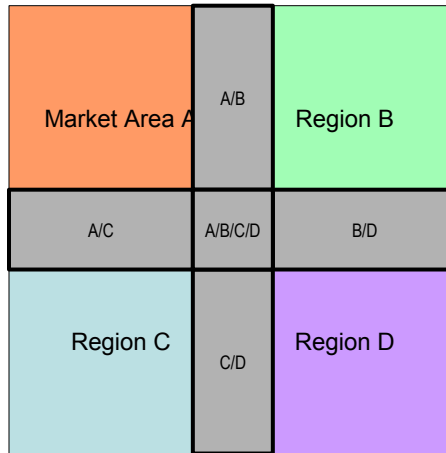 A/B
Market Area A
Region B
A/C
A/B/C/D
B/D
Region C
Region D
C/D